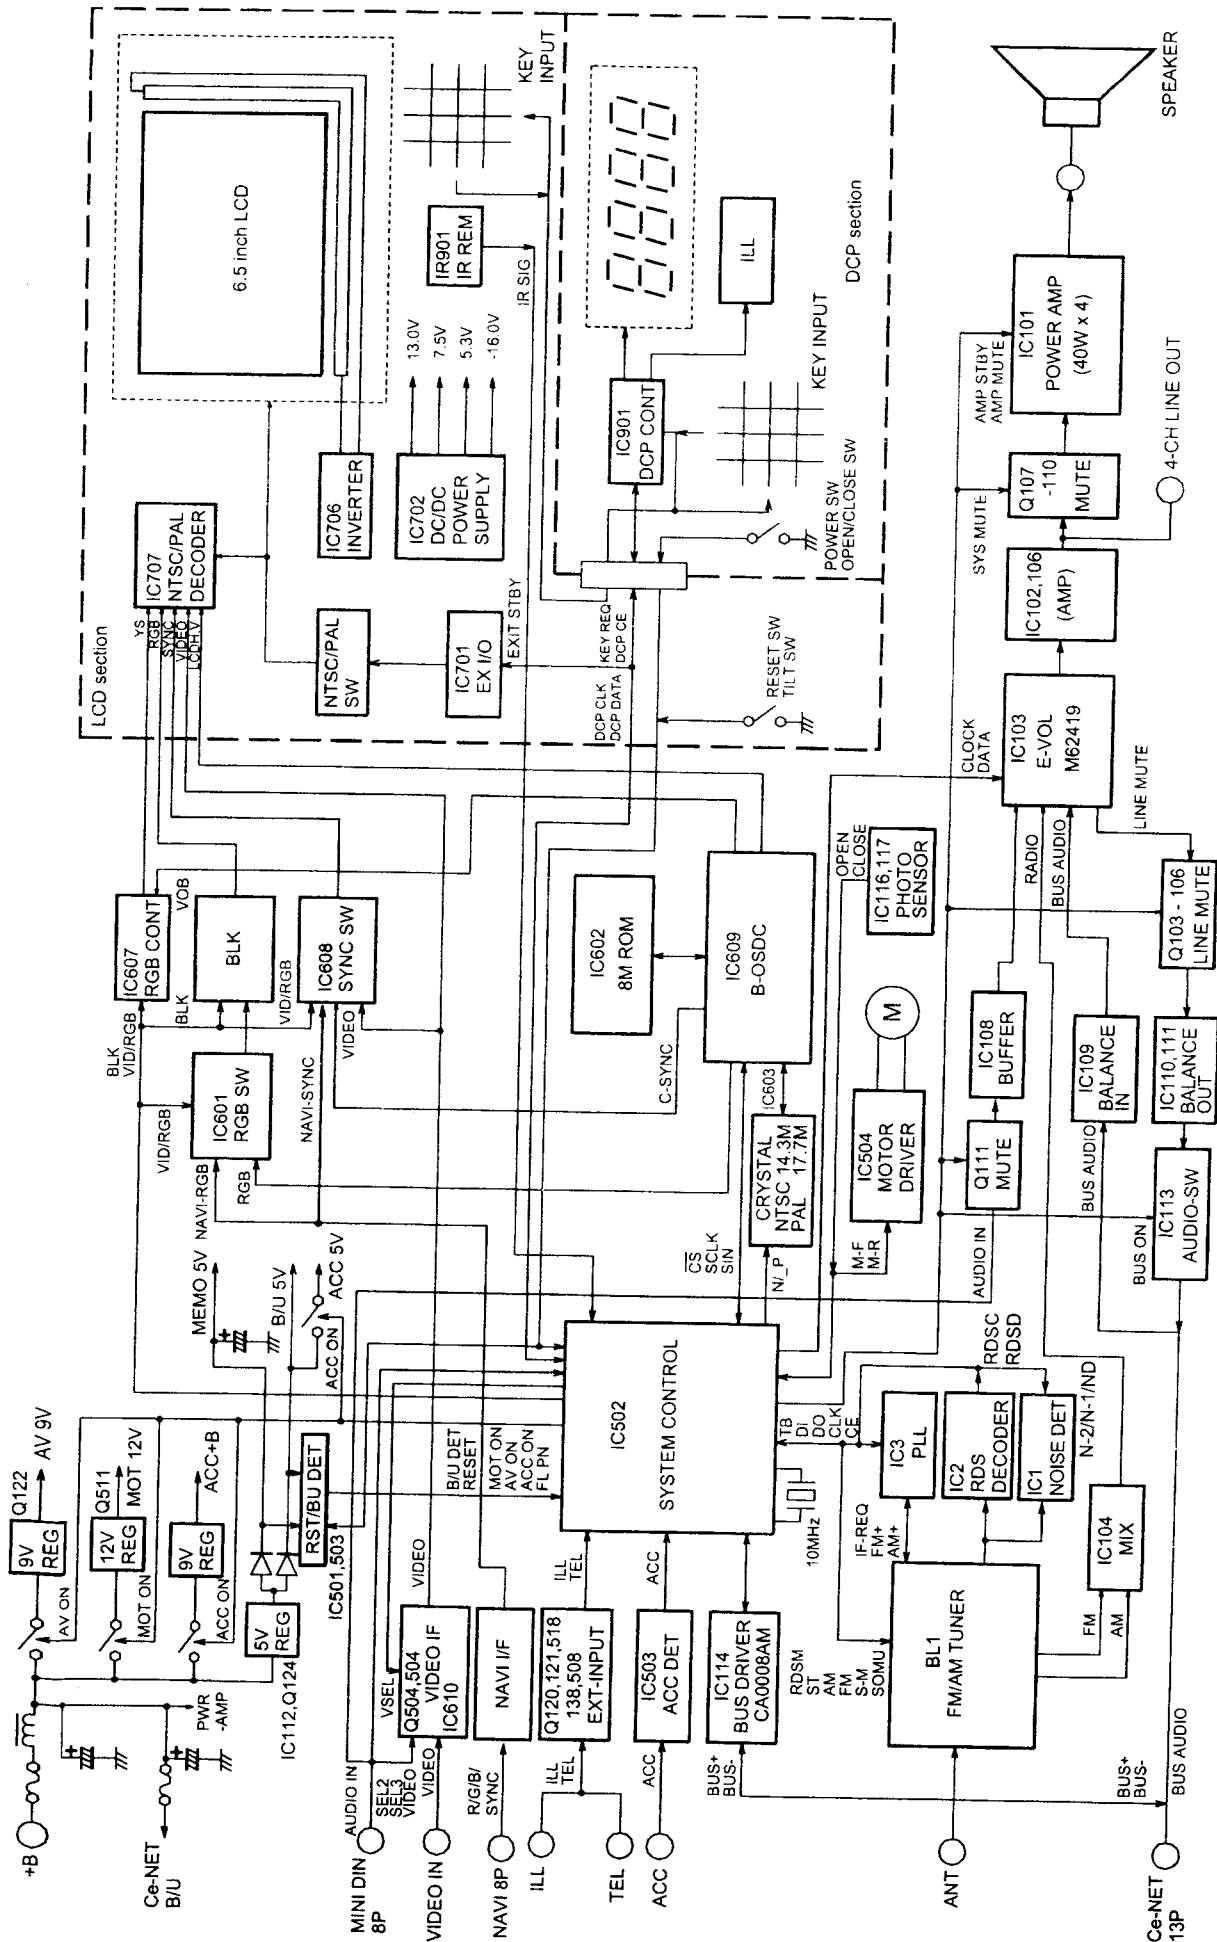 +B
Ce-NET
B/U
PWR
-AMP
AV ON
9V
REG
Q122
AV 9V
MOT ON
12V
REG
Q511
MOT 12V
ACC ON
9V
REG
ACC+B
5V
REG
IC112,Q124
RST/BU DET
IC501,503
MEMO 5V
B/U 5V
ACC 5V
ACC ON
B/U DET
RESET
MOT ON
AV ON
ACC ON
FL PN
MINI DIN
8P
AUDIO IN
SEL2
SEL3
VIDEO
VSEL
VIDEO IN
VIDEO
Q504,504
VIDEO IF
IC610
VIDEO
NAVI 8P
R/G/B/
SYNC
NAVI I/F
ILL
ILL
TEL
Q120,121,518
138,508
EXT-INPUT
ILL
TEL
TEL
ACC
ACC
IC503
ACC DET
ACC
BUS+
BUS-
IC114
BUS DRIVER
CA0008AM
IC502
SYSTEM CONTROL
10MHz
BLK
VID/RGB
VID/RGB
NAVI-RGB
RGB
IC601
RGB SW
NAVI-SYNC
IC607
RGB CONT
BLK
VOB
BLK
VID/RGB
VIDEO
IC608
SYNC SW
C-SYNC
IC602
8M ROM
IC609
B-OSDC
IC603
CRYSTAL
NTSC 14.3M
PAL 17.7M
CS
SCLK
SIN
N/_P
M-F
M-R
IC504
MOTOR
DRIVER
M
OPEN
CLOSE
IC116,117
PHOTO
SENSOR
LCD section
YS
RGB
SYNC
VIDEO
LCDH,V
IC707
NTSC/PAL
DECODER
6.5 inch LCD
NTSC/PAL
SW
IC706
INVERTER
IC701
EX I/O
EXIT STBY
IC702
DC/DC
POWER
SUPPLY
13.0V
7.5V
5.3V
-16.0V
IR901
IR REM
IR SIG
KEY
INPUT
DCP CLK
DCP DATA
KEY REQ
DCP CE
RESET SW
TILT SW
IC901
DCP CONT
ILL
KEY INPUT
POWER SW
OPEN/CLOSE SW
DCP section
ANT
BL1
FM/AM TUNER
RDSM
ST
AM
FM
S-M
SOMU
IF-REQ
FM+
AM+
TB
DI
DO
CLK
CE
IC3
PLL
IC2
RDS
DECODER
RDSC
RDSD
IC1
NOISE DET
N-2/N-1/ND
FM
AM
IC104
MIX
AUDIO IN
Q111
MUTE
IC108
BUFFER
RADIO
BUS AUDIO
IC109
BALANCE
IN
BUS AUDIO
CLOCK
DATA
IC103
E-VOL
M62419
IC102,106
(AMP)
SYS MUTE
Q107
-110
MUTE
AMP STBY
AMP MUTE
IC101
POWER AMP
(40W x 4)
SPEAKER
4-CH LINE OUT
LINE MUTE
Q103 - 106
LINE MUTE
IC110,111
BALANCE
OUT
BUS ON
IC113
AUDIO-SW
Ce-NET
13P
BUS+
BUS-
BUS AUDIO